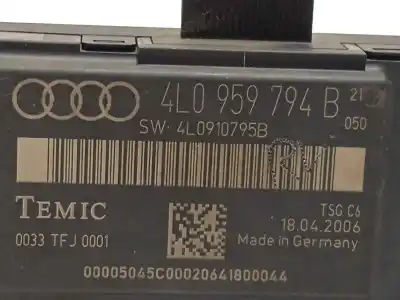 4L0 959 794 B 21
SW· 4L0910795B 050
TEMIC
TSG C6
18.04.2006
0033 TFJ 0001
Made in Germany
00005045C00020641800044